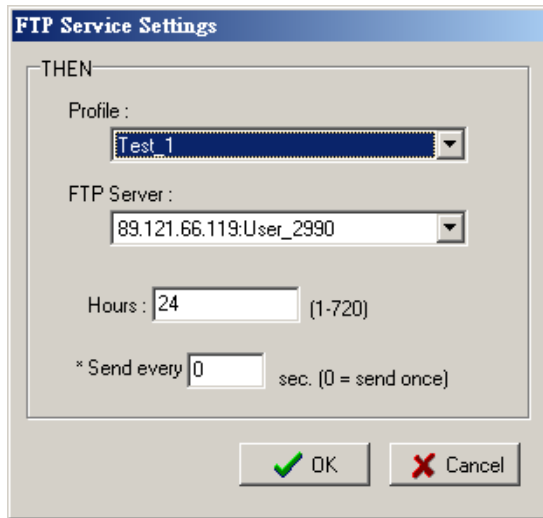 FTP Service Settings
THEN
Profile :
Test_1
FTP Server :
89.121.66.119:User_2990
Hours : 24 (1-720)
* Send every 0 sec. (0 = send once)
OK Cancel